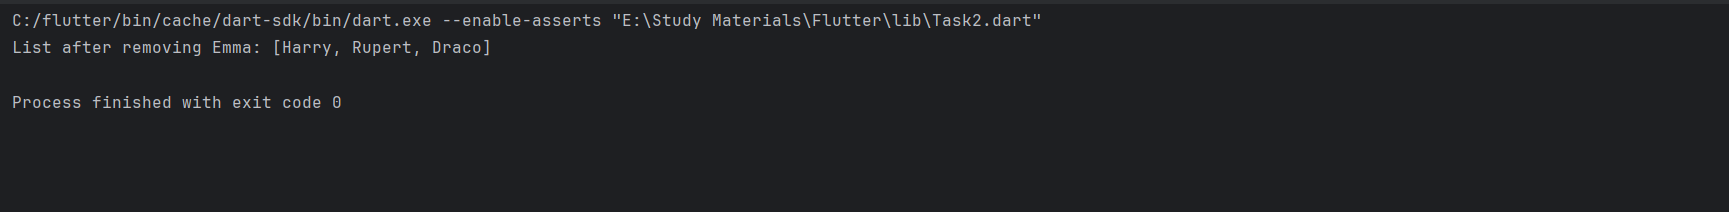 C:/flutter/bin/cache/dart-sdk/bin/dart.exe --enable-asserts "E:\Study Materials\Flutter\lib\Task2.dart"
List after removing Emma: [Harry, Rupert, Draco]
Process finished with exit code 0